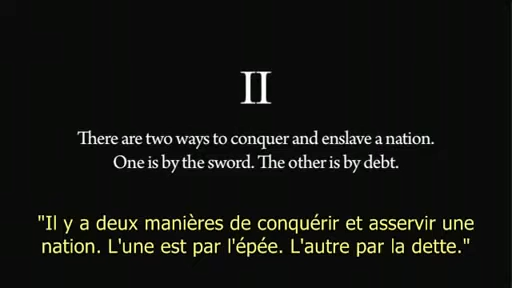 II
There are two ways to conquer and enslave a nation.
One is by the sword. The other is by debt.
"Il y a deux manières de conquérir et asservir une
nation. L'une est par l'épée. L'autre par la dette."